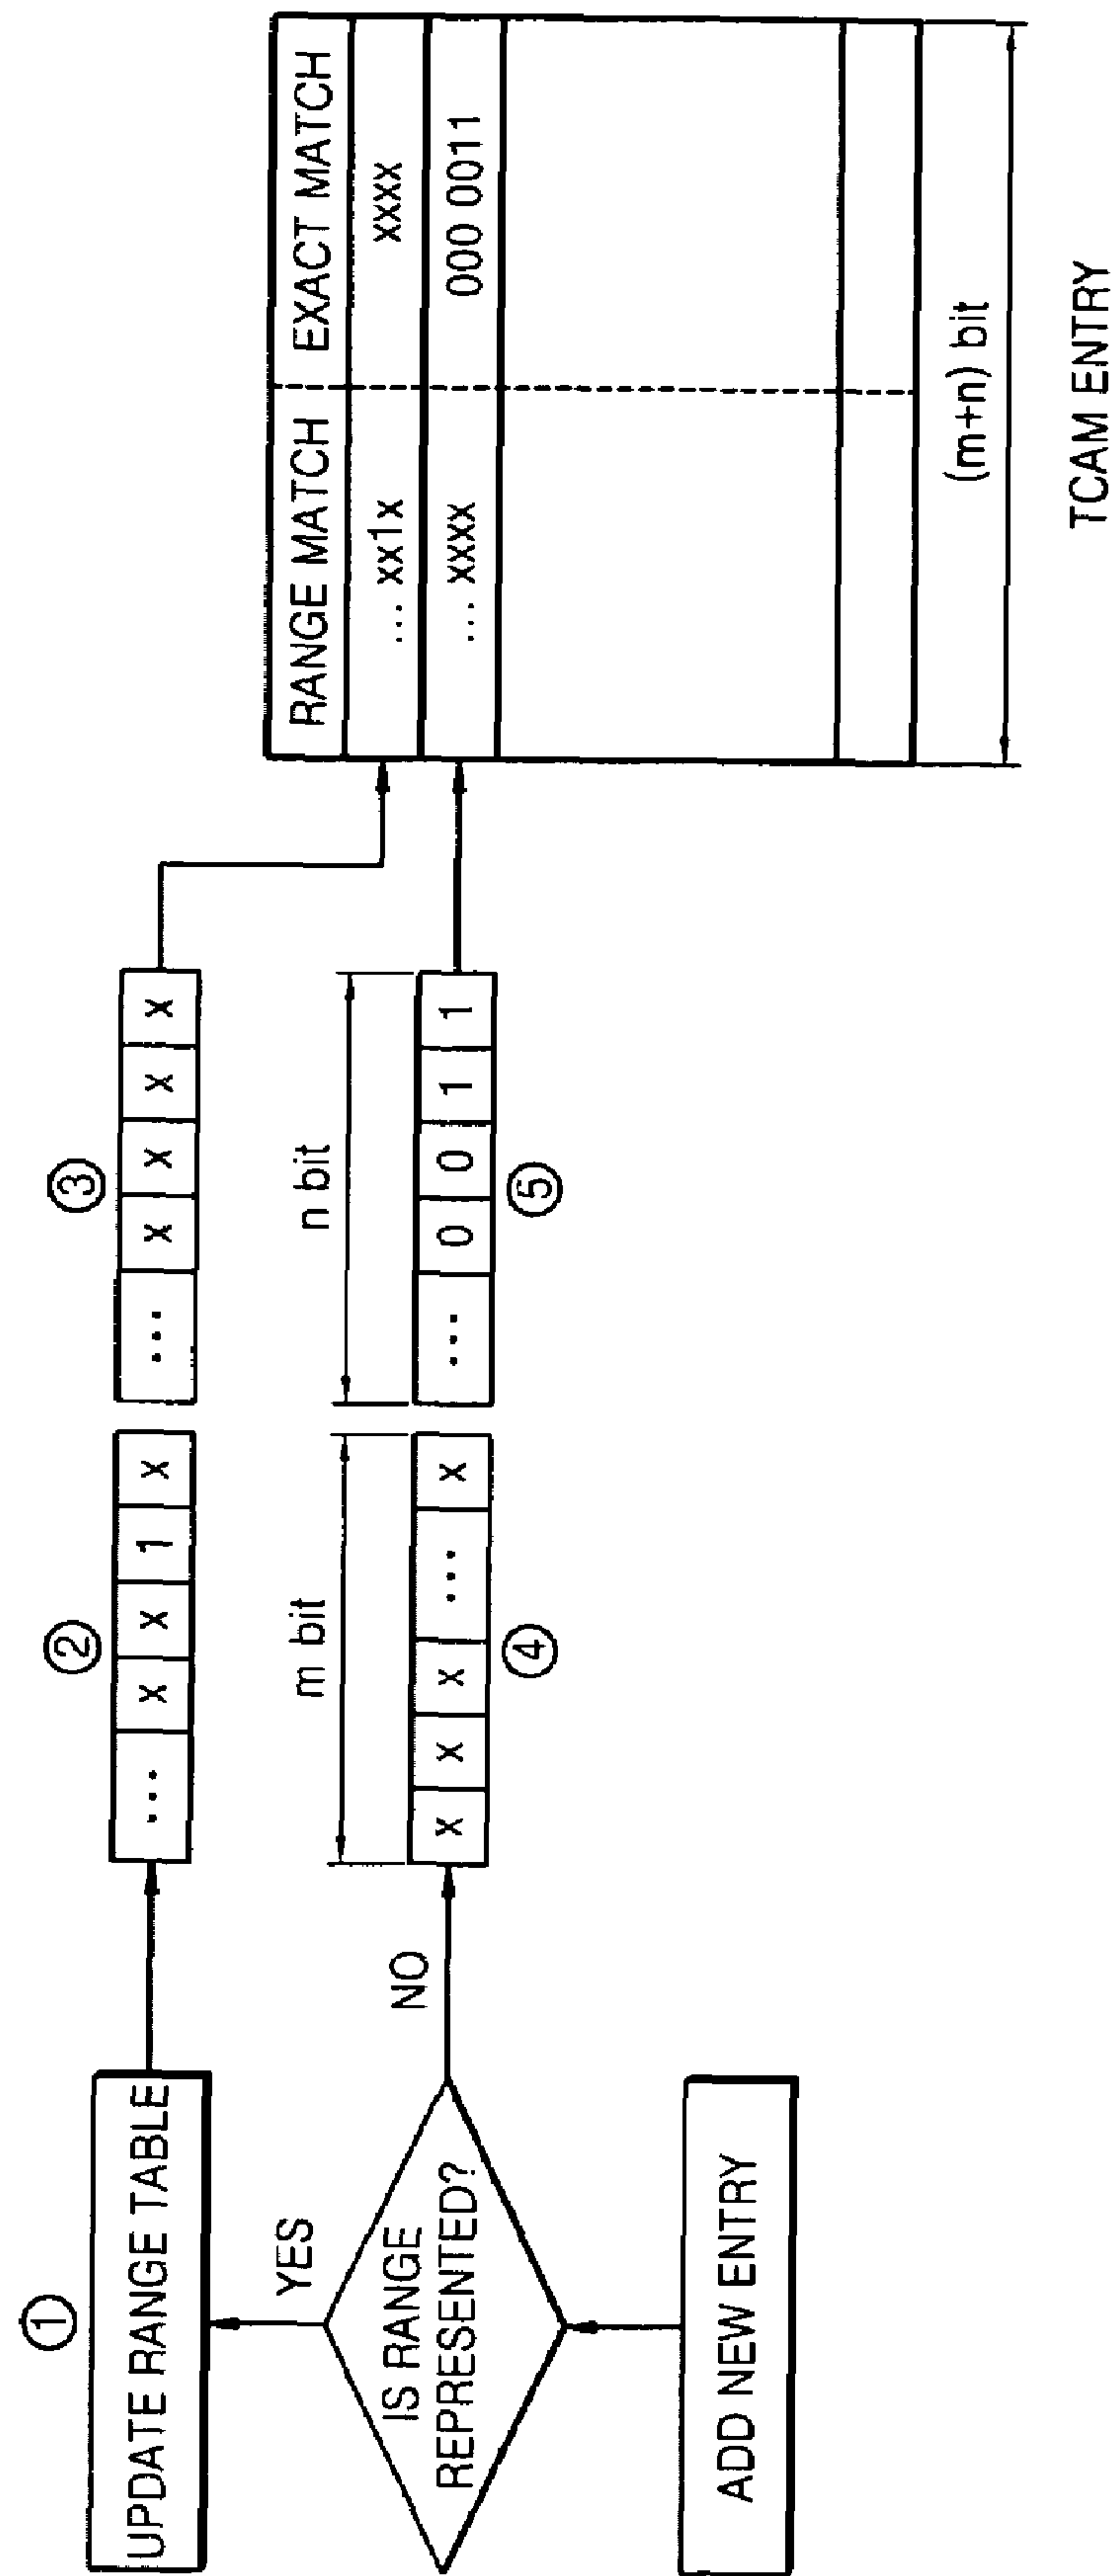 ①
UPDATE RANGE TABLE
YES
IS RANGE
REPRESENTED?
NO
ADD NEW ENTRY
②
... x x 1 x
③
... x x x x
m bit
x x x ... x
④
n bit
... 0 0 1 1
⑤
RANGE MATCH EXACT MATCH
... xx1x xxxx
... xxxx 000 0011
(m+n) bit
TCAM ENTRY